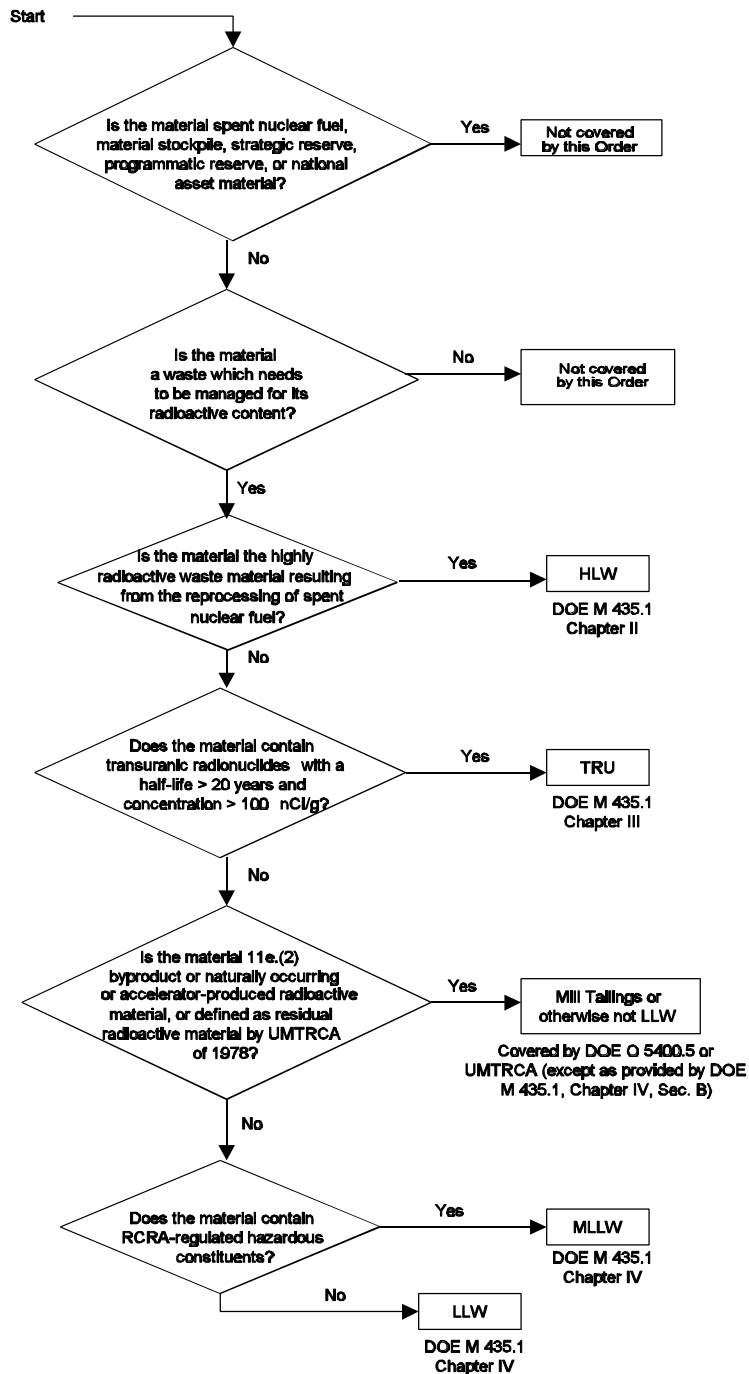 Start
Is the material spent nuclear fuel,
material stockpile, strategic reserve,
programmatic reserve, or national
asset material?
Yes
Not covered
by this Order
No
Is the material
a waste which needs
to be managed for its
radioactive content?
No
Not covered
by this Order
Yes
Is the material the highly
radioactive waste material resulting
from the reprocessing of spent
nuclear fuel?
Yes
HLW
DOE M 435.1
Chapter II
No
Does the material contain
transuranic radionuclides with a
half-life > 20 years and
concentration > 100 nCi/g?
Yes
TRU
DOE M 435.1
Chapter III
No
Is the material 11e.(2)
byproduct or naturally occurring
or accelerator-produced radioactive
material, or defined as residual
radioactive material by UMTRCA
of 1978?
Yes
Mill Tailings or
otherwise not LLW
Covered by DOE O 5400.5 or
UMTRCA (except as provided by DOE
M 435.1, Chapter IV, Sec. B)
No
Does the material contain
RCRA-regulated hazardous
constituents?
Yes
MLLW
DOE M 435.1
Chapter IV
No
LLW
DOE M 435.1
Chapter IV